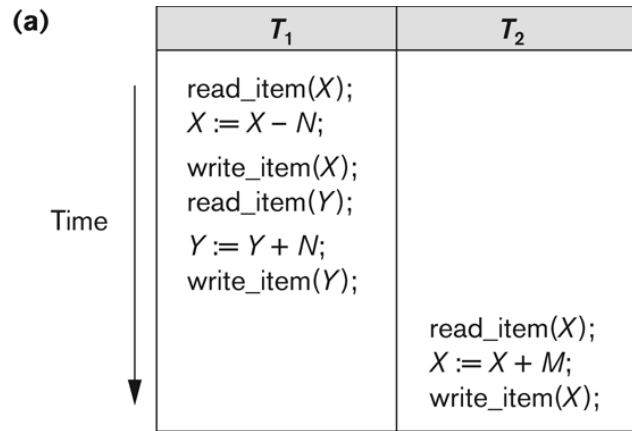 (a)
T₁ T₂
read_item(X);
X := X – N;
write_item(X);
read_item(Y);
Time
Y := Y + N;
write_item(Y);
read_item(X);
X := X + M;
write_item(X);